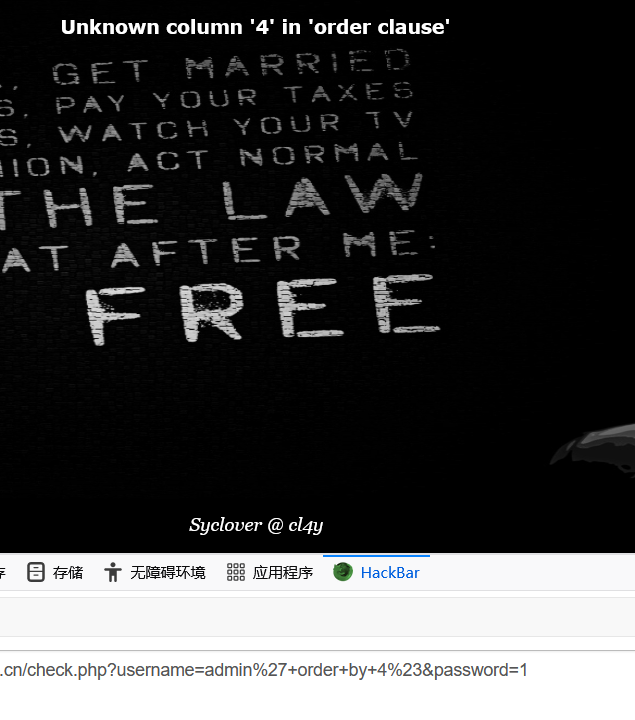 Unknown column '4' in 'order clause'
., GET MARRIED
S, PAY YOUR TAXES
S, WATCH YOUR TV
ION, ACT NORMAL
THE LAW
AT AFTER ME:
FREE
Syclover @ cl4y
存储
无障碍环境
应用程序
HackBar
.cn/check.php?username=admin%27+order+by+4%23&password=1